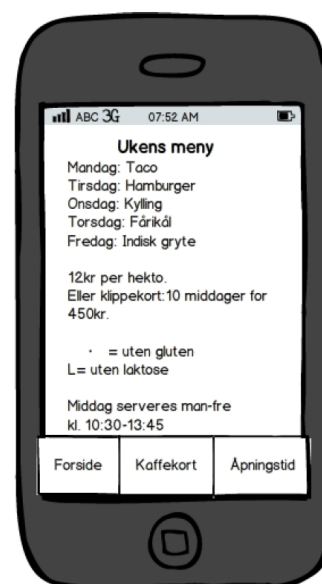 ABC 3G 07:52 AM
Ukens meny
Mandag: Taco
Tirsdag: Hamburger
Onsdag: Kylling
Torsdag: Fårikål
Fredag: Indisk gryte
12kr per hekto.
Eller klippekort:10 middager for
450kr.
· = uten gluten
L= uten laktose
Middag serveres man-fre
kl. 10:30-13:45
Forside Kaffekort Åpningstid